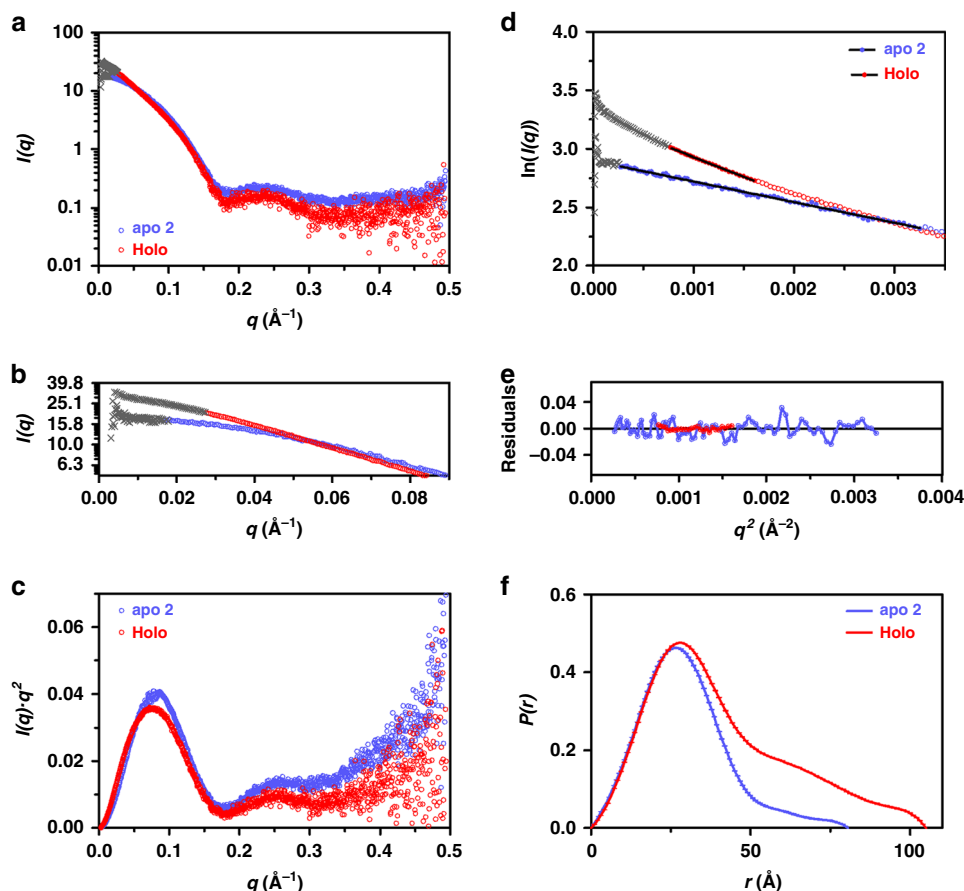 a
100
10
1
0.1
0.01
I(q)
apo 2
Holo
0.0 0.1 0.2 0.3 0.4 0.5
q (Å⁻¹)
b
39.8
25.1
15.8
10.0
6.3
I(q)
0.00 0.02 0.04 0.06 0.08
q (Å⁻¹)
c
0.06
0.04
0.02
0.00
I(q)·q²
apo 2
Holo
0.0 0.1 0.2 0.3 0.4 0.5
q (Å⁻¹)
d
4.0
3.5
3.0
2.5
2.0
ln(I(q))
apo 2
Holo
0.000 0.001 0.002 0.003
e
0.04
0.00
−0.04
Residuals
0.000 0.001 0.002 0.003 0.004
q² (Å⁻²)
f
0.6
0.4
0.2
0.0
P(r)
apo 2
Holo
0 50 100
r (Å)